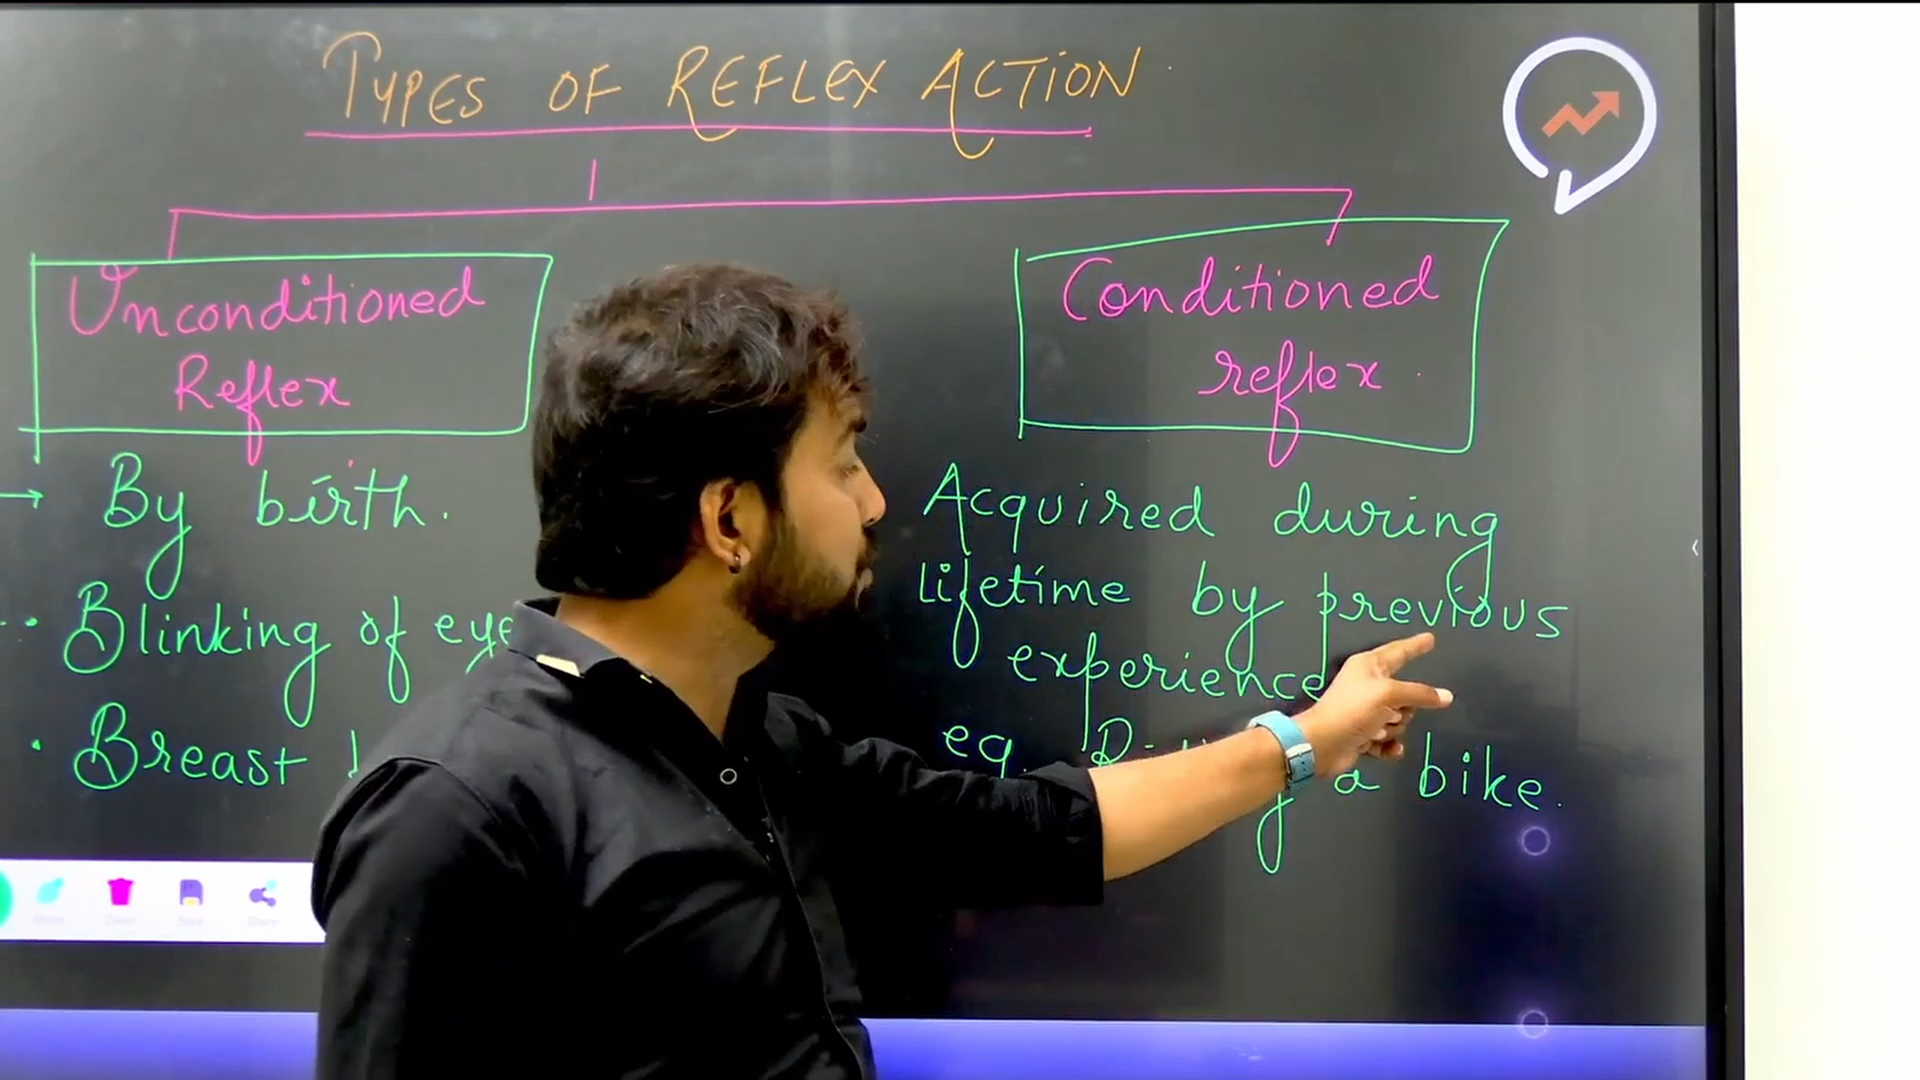 TYPES OF REFLEX ACTION
Unconditioned
Reflex
→ By birth.
Blinking of eye
Breast
Conditioned
reflex
Acquired during
Lifetime by previous
experience
eg. a bike.